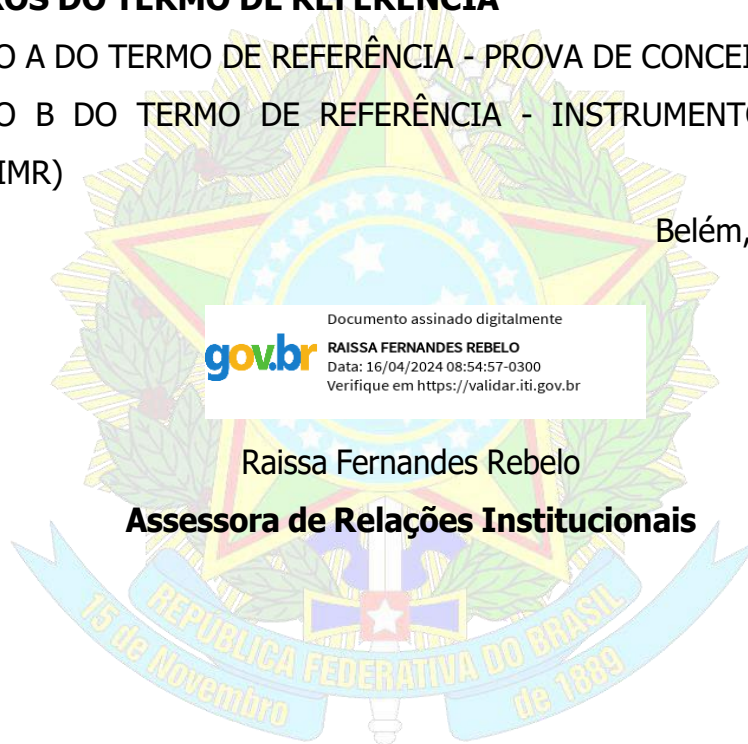 DO TERMO DE REFERÊNCIA
O A DO TERMO DE REFERÊNCIA - PROVA DE CONCEI
O B DO TERMO DE REFERÊNCIA - INSTRUMENTO
IMR)
Belém,
gov.br
Documento assinado digitalmente
RAISSA FERNANDES REBELO
Data: 16/04/2024 08:54:57-0300
Verifique em https://validar.iti.gov.br
Raissa Fernandes Rebelo
Assessora de Relações Institucionais
REPÚBLICA FEDERATIVA DO BRASIL
15 de Novembro de 1889